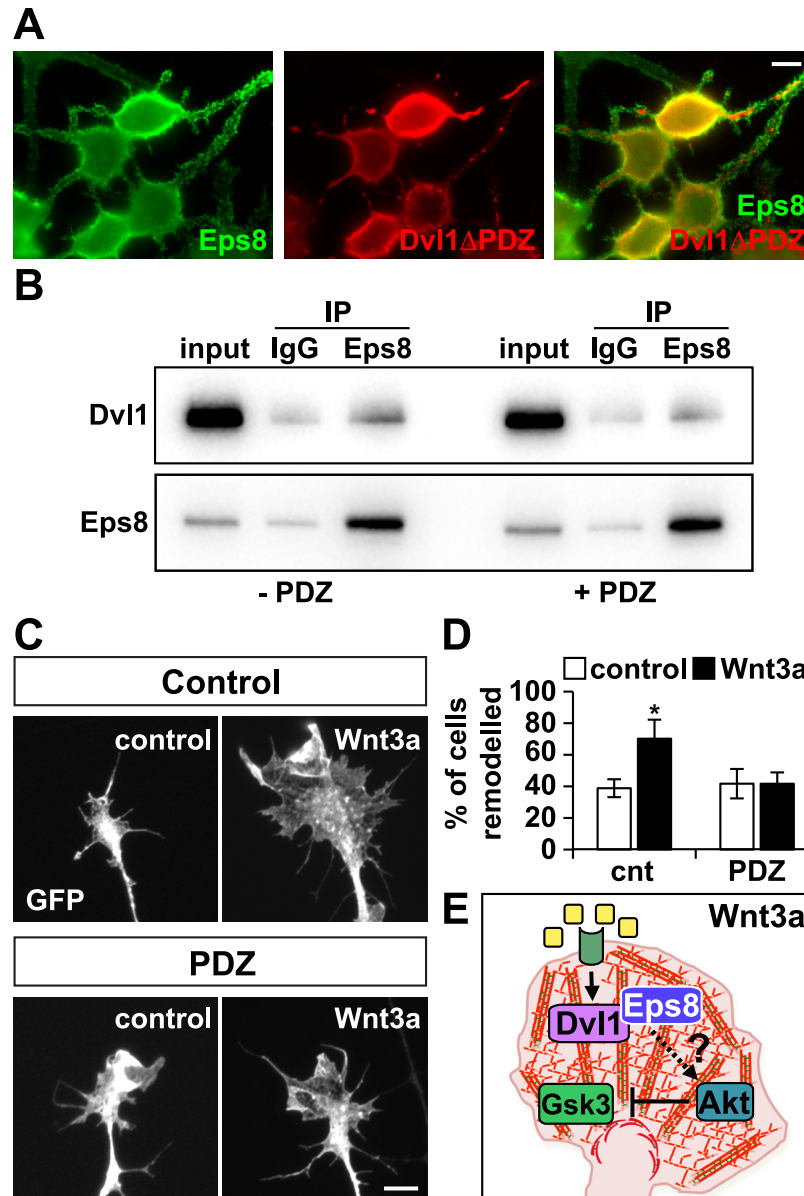 A
Eps8
Dvl1ΔPDZ
Eps8
Dvl1ΔPDZ
B
IP IP
input IgG Eps8 input IgG Eps8
Dvl1
Eps8
- PDZ + PDZ
C
Control
control Wnt3a
GFP
PDZ
control Wnt3a
D
control Wnt3a
% of cells
remodelled
100
80
60
40
20
0
*
cnt PDZ
E
Wnt3a
Eps8
Dvl1
?
Gsk3 Akt